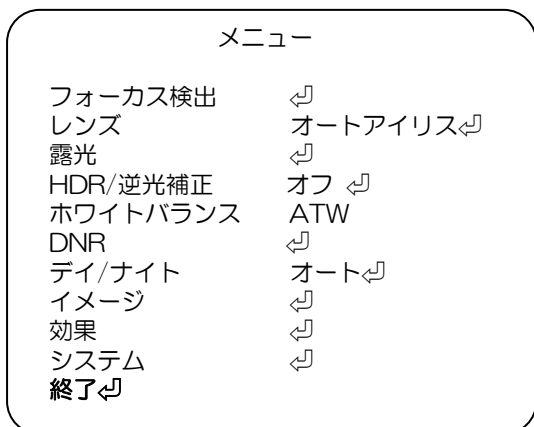 メニュー
フォーカス検出 ⏎
レンズ オートアイリス⏎
露光 ⏎
HDR/逆光補正 オフ ⏎
ホワイトバランス ATW
DNR ⏎
デイ/ナイト オート⏎
イメージ ⏎
効果 ⏎
システム ⏎
終了⏎